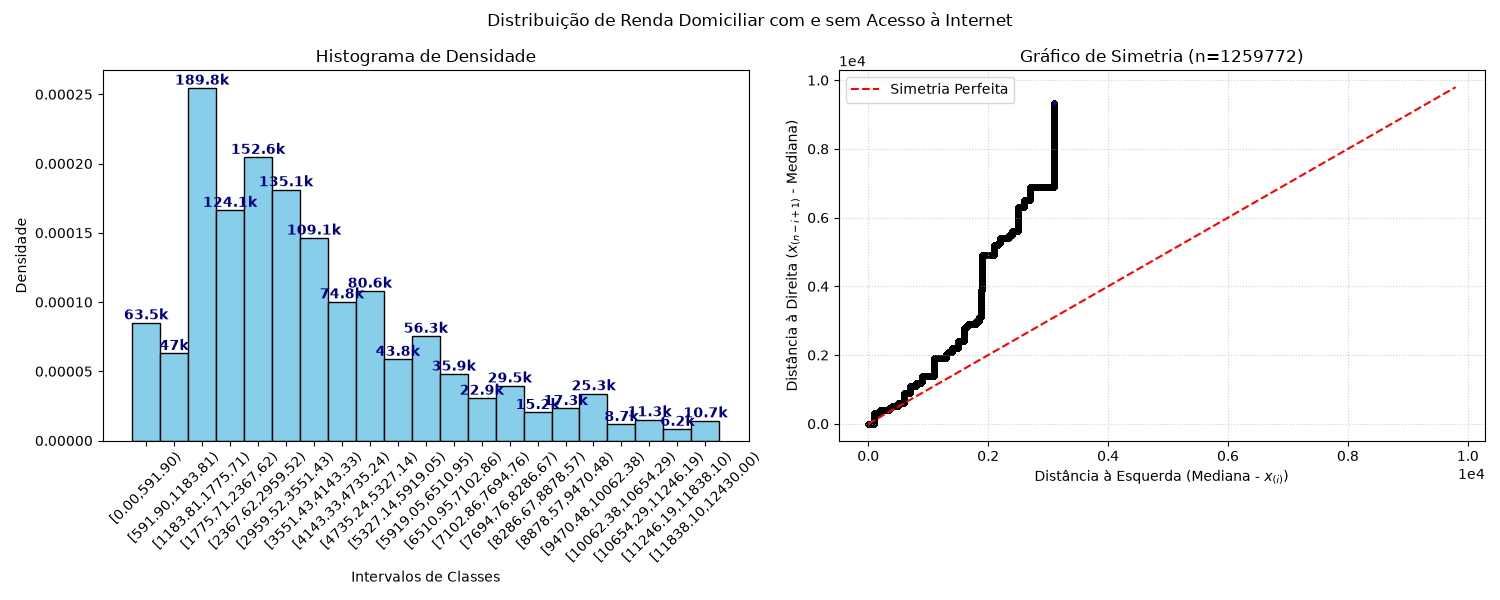 Distribuição de Renda Domiciliar com e sem Acesso à Internet
Histograma de Densidade
Densidade
0.00025
0.00020
0.00015
0.00010
0.00005
0.00000
63.5k
47k
189.8k
124.1k
152.6k
135.1k
109.1k
74.8k
80.6k
43.8k
56.3k
35.9k
22.9k
29.5k
15.2k
17.3k
25.3k
8.7k
11.3k
6.2k
10.7k
[0.00,591.90)
[591.90,1183.81)
[1183.81,1775.71)
[1775.71,2367.62)
[2367.62,2959.52)
[2959.52,3551.43)
[3551.43,4143.33)
[4143.33,4735.24)
[4735.24,5327.14)
[5327.14,5919.05)
[5919.05,6510.95)
[6510.95,7102.86)
[7102.86,7694.76)
[7694.76,8286.67)
[8286.67,8878.57)
[8878.57,9470.48)
[9470.48,10062.38)
[10062.38,10654.29)
[10654.29,11246.19)
[11246.19,11838.10)
[11838.10,12430.00)
Intervalos de Classes
Gráfico de Simetria (n=1259772)
1e4
Simetria Perfeita
Distância à Direita (x(n−i+1) - Mediana)
1.0
0.8
0.6
0.4
0.2
0.0
0.0 0.2 0.4 0.6 0.8 1.0
1e4
Distância à Esquerda (Mediana - x(i))